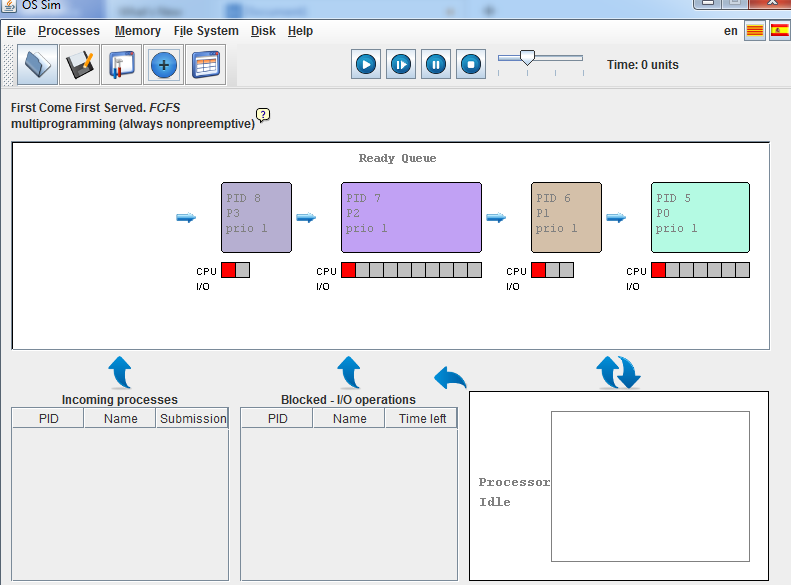 OS Sim
File Processes Memory File System Disk Help en
Time: 0 units
First Come First Served. FCFS
multiprogramming (always nonpreemptive) ?
Ready Queue
PID 8
P3
prio 1
PID 7
P2
prio 1
PID 6
P1
prio 1
PID 5
P0
prio 1
CPU CPU CPU CPU
I/O I/O I/O I/O
Incoming processes
PID Name Submission
Blocked - I/O operations
PID Name Time left
Processor
Idle